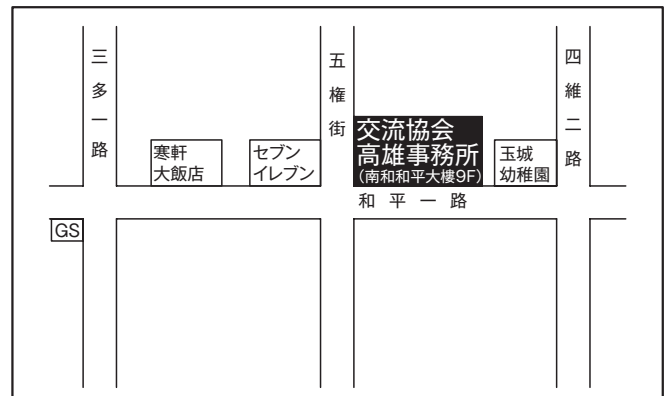 三多一路
五権街
四維二路
寒軒
大飯店
セブン
イレブン
交流協会
高雄事務所
(南和和平大樓9F)
玉城
幼稚園
和平一路
GS